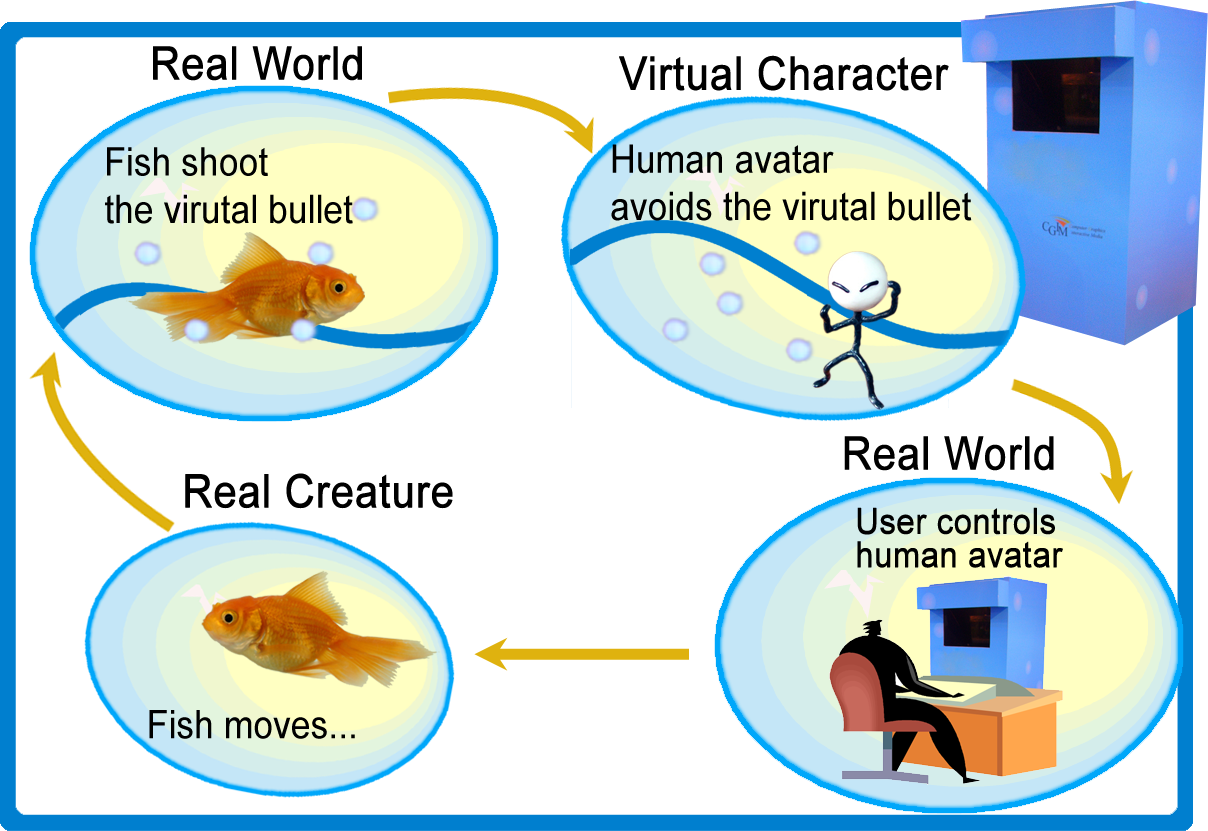 Real World
Fish shoot
the virutal bullet
Virtual Character
Human avatar
avoids the virutal bullet
CGIM
Real World
User controls
human avatar
Real Creature
Fish moves...